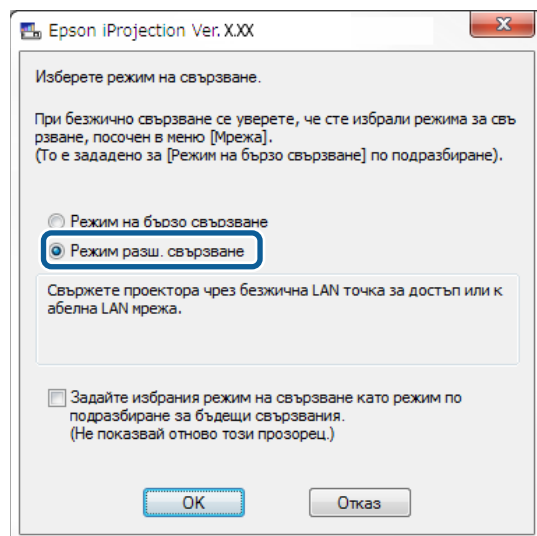 Epson iProjection Ver. X.XX
Изберете режим на свързване.
При безжично свързване се уверете, че сте избрали режима за свъ
рзване, посочен в меню [Мрежа].
(То е зададено за [Режим на бързо свързване] по подразбиране).
Режим на бързо свързване
Режим разш. свързване
Свържете проектора чрез безжична LAN точка за достъп или к
абелна LAN мрежа.
Задайте избрания режим на свързване като режим по
подразбиране за бъдещи свързвания.
(Не показвай отново този прозорец.)
OK
Отказ